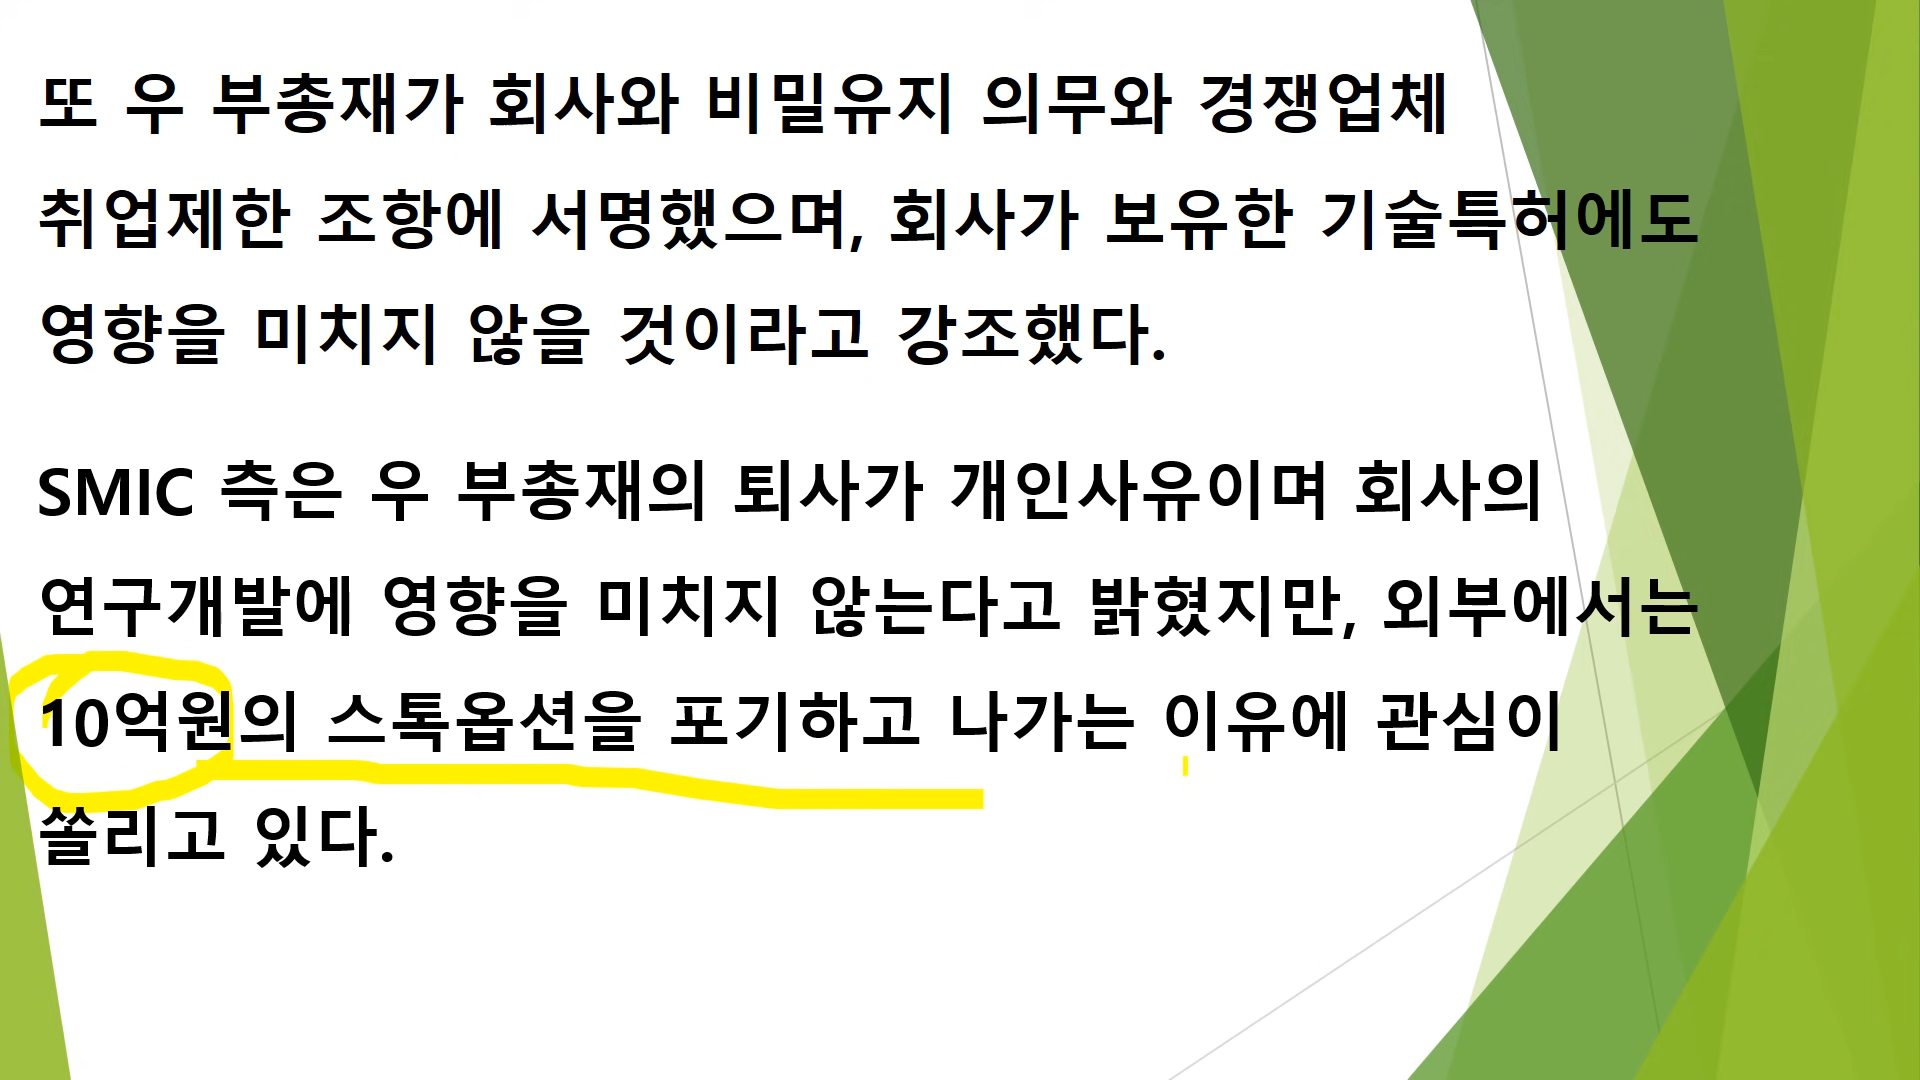 또 우 부총재가 회사와 비밀유지 의무와 경쟁업체
취업제한 조항에 서명했으며, 회사가 보유한 기술특허에도
영향을 미치지 않을 것이라고 강조했다.
SMIC 측은 우 부총재의 퇴사가 개인사유이며 회사의
연구개발에 영향을 미치지 않는다고 밝혔지만, 외부에서는
10억원의 스톡옵션을 포기하고 나가는 이유에 관심이
쏠리고 있다.